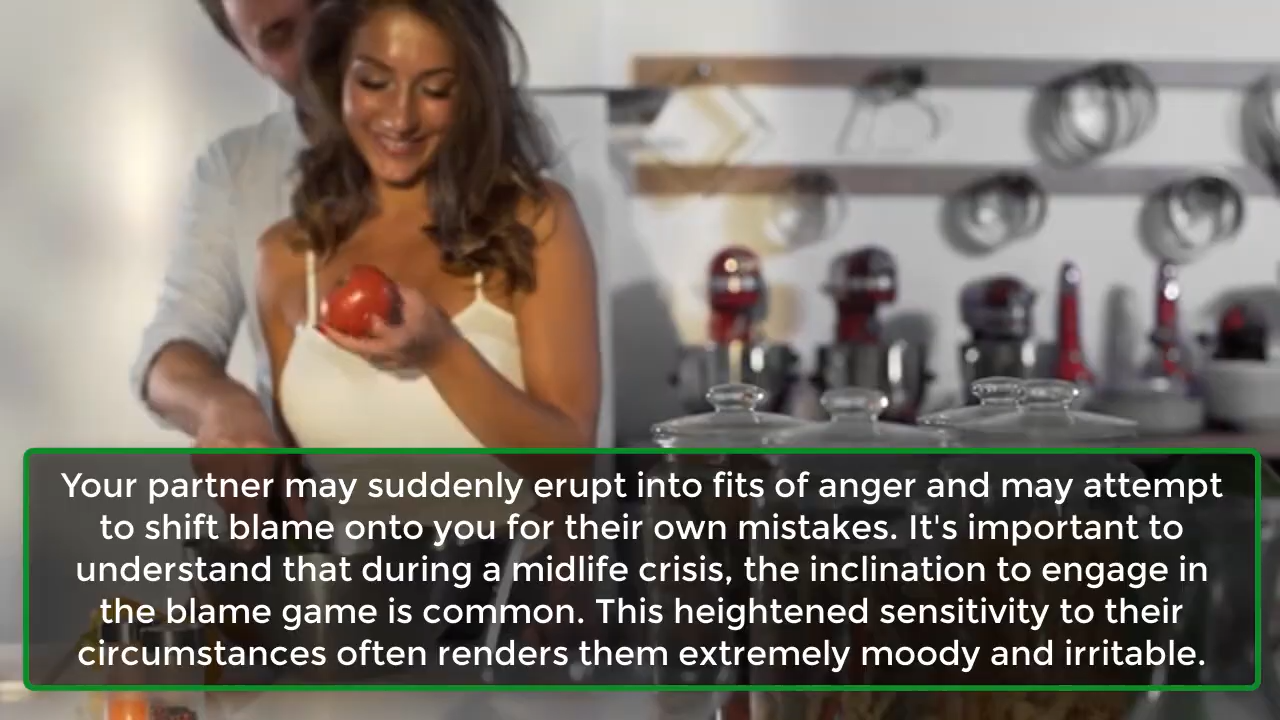 Your partner may suddenly erupt into fits of anger and may attempt
to shift blame onto you for their own mistakes. It's important to
understand that during a midlife crisis, the inclination to engage in
the blame game is common. This heightened sensitivity to their
circumstances often renders them extremely moody and irritable.